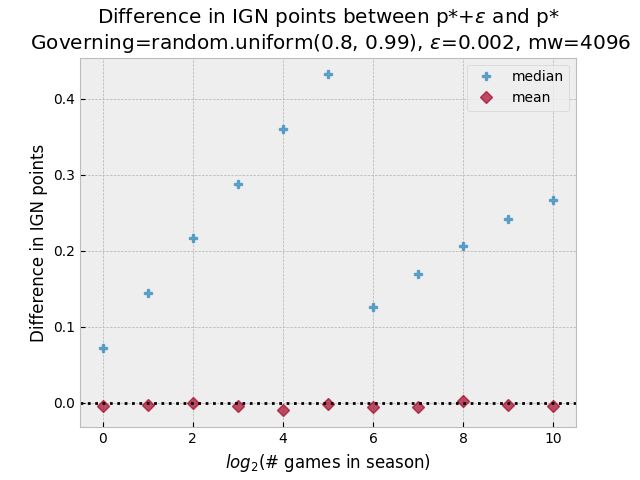 Difference in IGN points between p*+ε and p*
Governing=random.uniform(0.8, 0.99), ε=0.002, mw=4096
median
mean
Difference in IGN points
0.4
0.3
0.2
0.1
0.0
0 2 4 6 8 10
log2(# games in season)